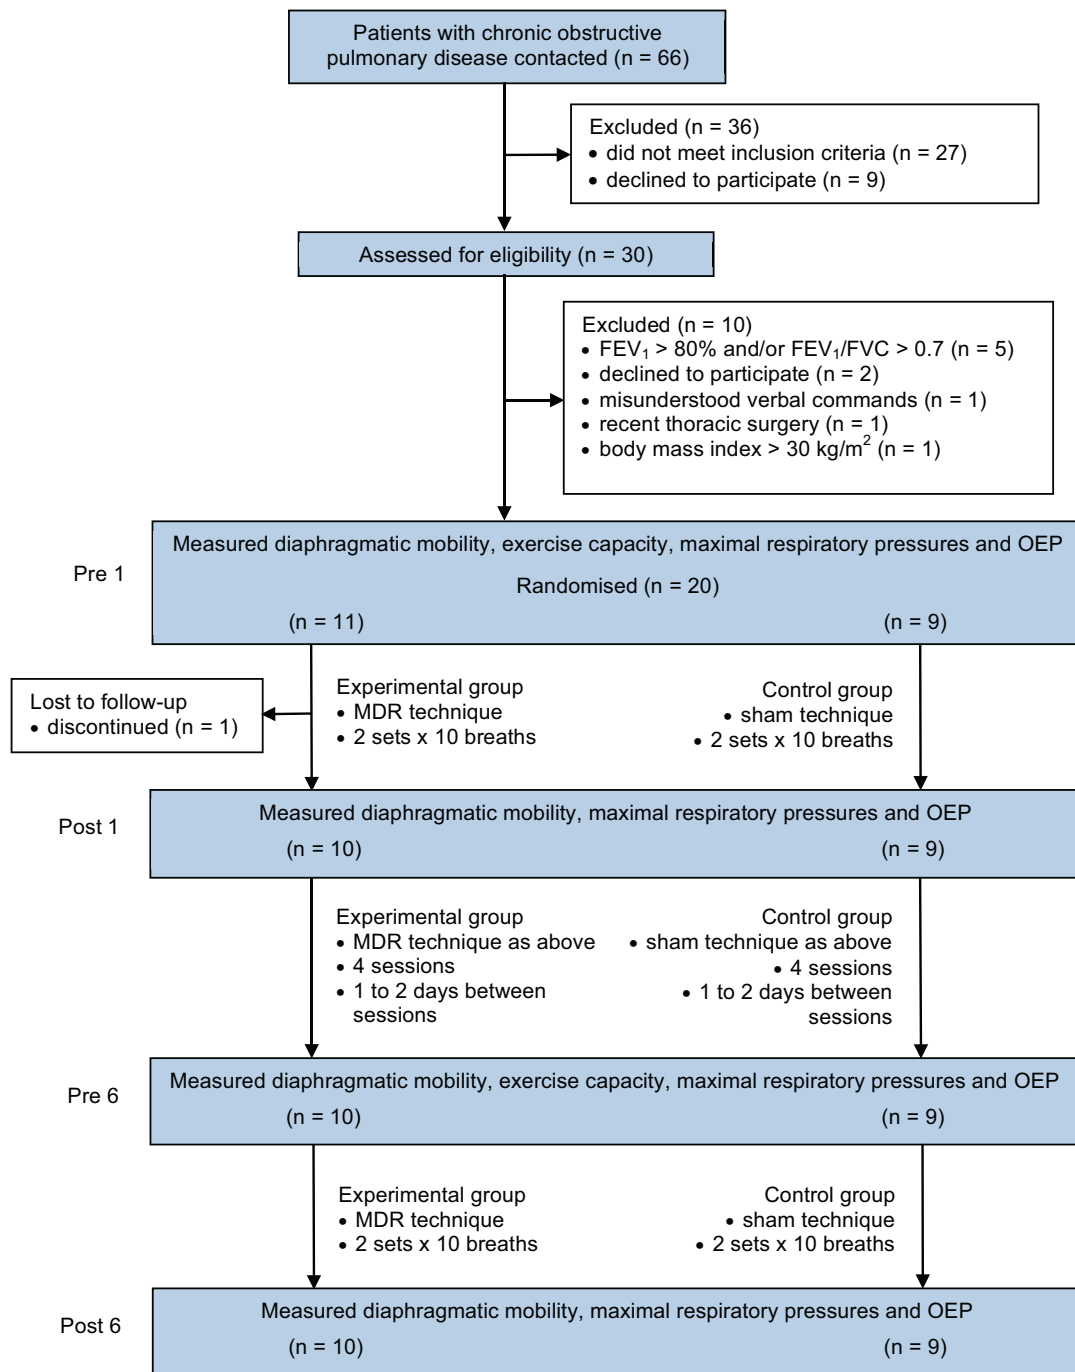 Patients with chronic obstructive
pulmonary disease contacted (n = 66)
Excluded (n = 36)
• did not meet inclusion criteria (n = 27)
• declined to participate (n = 9)
Assessed for eligibility (n = 30)
Excluded (n = 10)
• FEV₁ > 80% and/or FEV₁/FVC > 0.7 (n = 5)
• declined to participate (n = 2)
• misunderstood verbal commands (n = 1)
• recent thoracic surgery (n = 1)
• body mass index > 30 kg/m² (n = 1)
Pre 1
Measured diaphragmatic mobility, exercise capacity, maximal respiratory pressures and OEP
Randomised (n = 20)
(n = 11)
(n = 9)
Lost to follow-up
• discontinued (n = 1)
Experimental group
• MDR technique
• 2 sets x 10 breaths
Control group
• sham technique
• 2 sets x 10 breaths
Post 1
Measured diaphragmatic mobility, maximal respiratory pressures and OEP
(n = 10)
(n = 9)
Experimental group
• MDR technique as above
• 4 sessions
• 1 to 2 days between
sessions
Control group
• sham technique as above
• 4 sessions
• 1 to 2 days between
sessions
Pre 6
Measured diaphragmatic mobility, exercise capacity, maximal respiratory pressures and OEP
(n = 10)
(n = 9)
Experimental group
• MDR technique
• 2 sets x 10 breaths
Control group
• sham technique
• 2 sets x 10 breaths
Post 6
Measured diaphragmatic mobility, maximal respiratory pressures and OEP
(n = 10)
(n = 9)